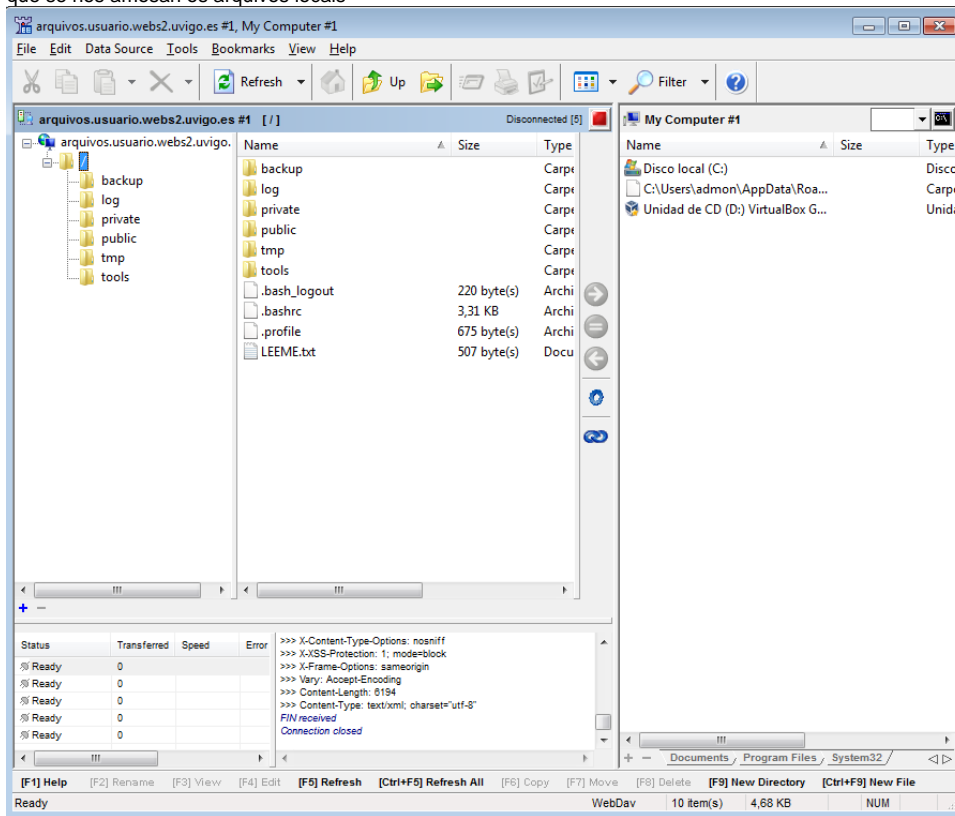 que se nos amosan os arquivos locais
arquivos.usuario.webs2.uvigo.es #1, My Computer #1
File Edit Data Source Tools Bookmarks View Help
Refresh Up Filter
arquivos.usuario.webs2.uvigo.es #1 [ / ] Disconnected [5]
arquivos.usuario.webs2.uvigo.
/
backup
log
private
public
tmp
tools
Name Size Type
backup Carpe
log Carpe
private Carpe
public Carpe
tmp Carpe
tools Carpe
.bash_logout 220 byte(s) Archi
.bashrc 3,31 KB Archi
.profile 675 byte(s) Archi
LEEME.txt 507 byte(s) Docu
My Computer #1
Name Size Type
Disco local (C:) Disco
C:\Users\admon\AppData\Roa... Carpe
Unidad de CD (D:) VirtualBox G... Unida
Status Transferred Speed Error
Ready 0
Ready 0
Ready 0
Ready 0
Ready 0
>>> X-Content-Type-Options: nosniff
>>> X-XSS-Protection: 1; mode=block
>>> X-Frame-Options: sameorigin
>>> Vary: Accept-Encoding
>>> Content-Length: 6194
>>> Content-Type: text/xml; charset="utf-8"
FIN received
Connection closed
Documents Program Files System32
[F1] Help [F2] Rename [F3] View [F4] Edit [F5] Refresh [Ctrl+F5] Refresh All [F6] Copy [F7] Move [F8] Delete [F9] New Directory [Ctrl+F9] New File
Ready WebDav 10 item(s) 4,68 KB NUM